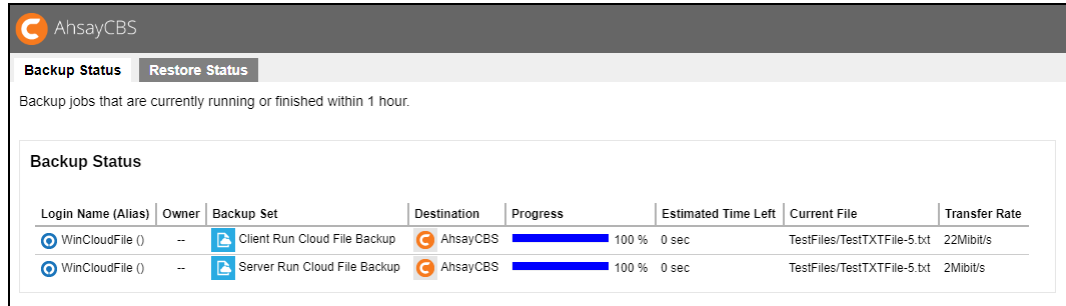 AhsayCBS
Backup Status Restore Status
Backup jobs that are currently running or finished within 1 hour.
Backup Status
Login Name (Alias) Owner Backup Set Destination Progress Estimated Time Left Current File Transfer Rate
WinCloudFile () -- Client Run Cloud File Backup AhsayCBS 100 % 0 sec TestFiles/TestTXTFile-5.txt 22Mibit/s
WinCloudFile () -- Server Run Cloud File Backup AhsayCBS 100 % 0 sec TestFiles/TestTXTFile-5.txt 2Mibit/s